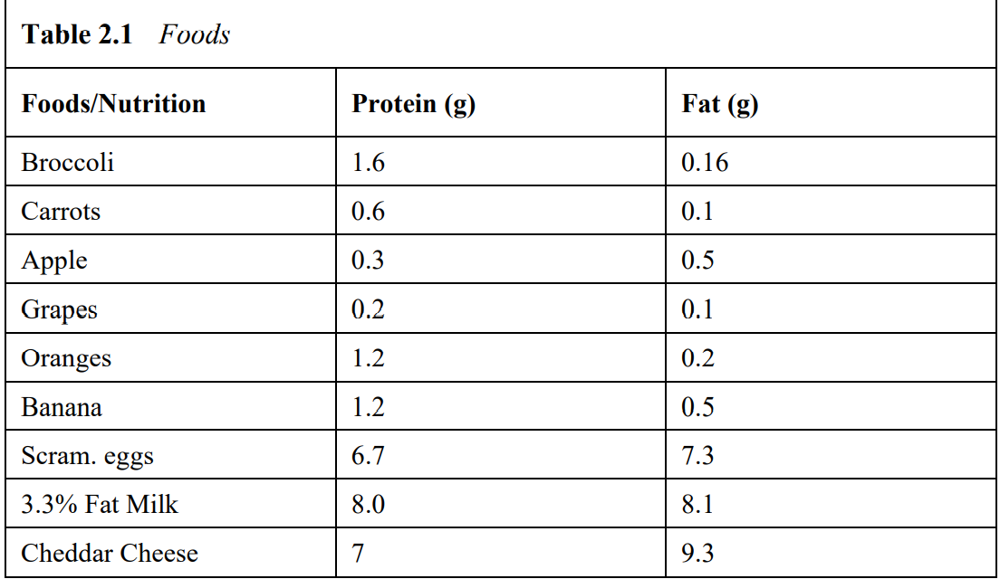 Table 2.1 Foods
Foods/Nutrition Protein (g) Fat (g)
Broccoli 1.6 0.16
Carrots 0.6 0.1
Apple 0.3 0.5
Grapes 0.2 0.1
Oranges 1.2 0.2
Banana 1.2 0.5
Scram. eggs 6.7 7.3
3.3% Fat Milk 8.0 8.1
Cheddar Cheese 7 9.3